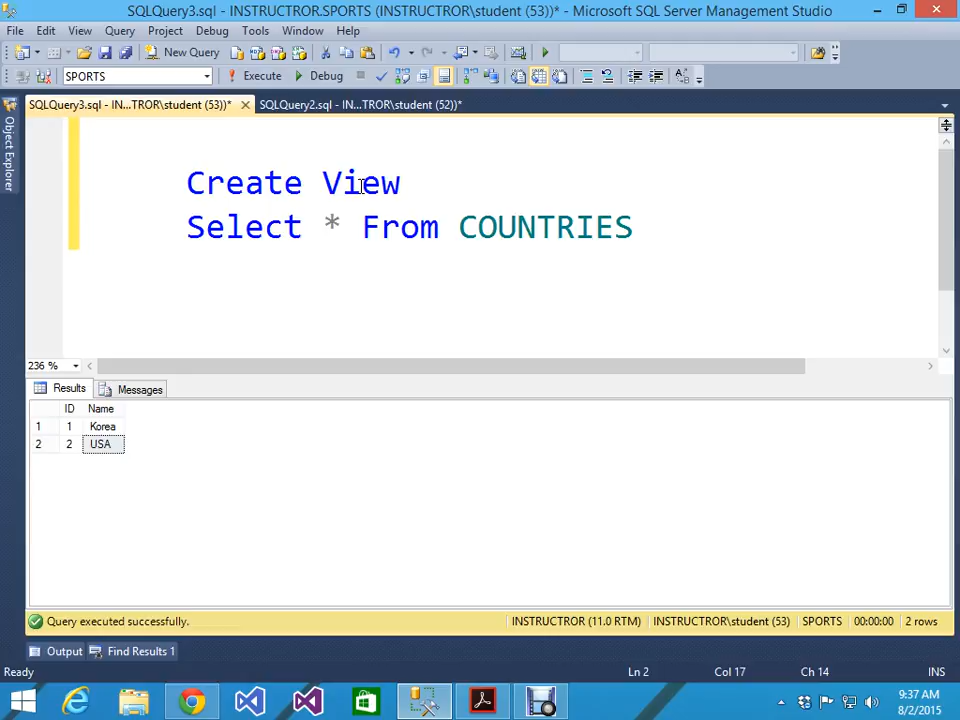 SQLQuery3.sql - INSTRUCTROR.SPORTS (INSTRUCTROR\student (53))* - Microsoft SQL Server Management Studio
File Edit View Query Project Debug Tools Window Help
New Query
SPORTS Execute Debug
SQLQuery3.sql - IN...TROR\student (53))* SQLQuery2.sql - IN...TROR\student (52))*
Object Explorer
Create View
Select * From COUNTRIES
236 %
Results Messages
ID Name
1 1 Korea
2 2 USA
Query executed successfully. INSTRUCTROR (11.0 RTM) INSTRUCTROR\student (53) SPORTS 00:00:00 2 rows
Output Find Results 1
Ready Ln 2 Col 17 Ch 14 INS
9:37 AM
8/2/2015